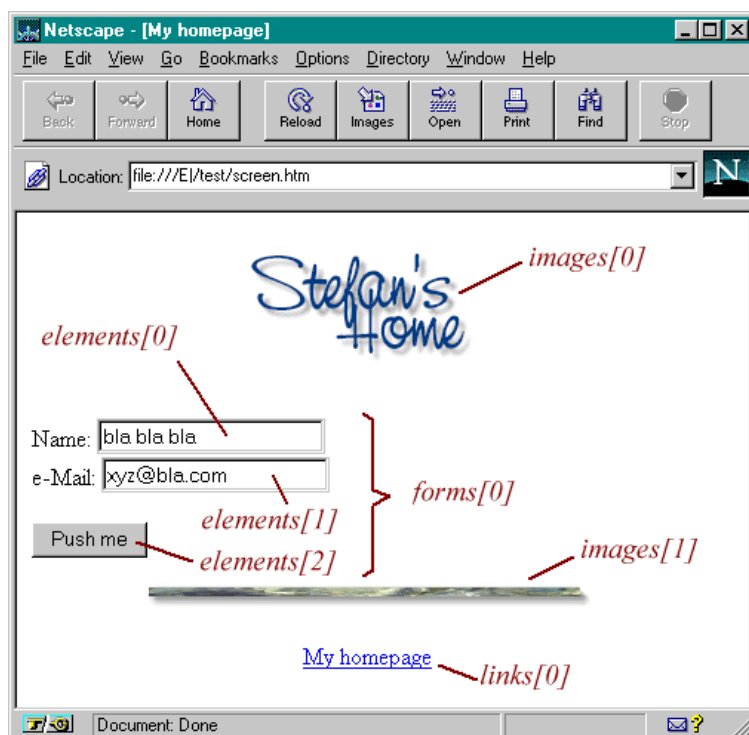 Netscape - [My homepage]
File Edit View Go Bookmarks Options Directory Window Help
Back Forward Home Reload Images Open Print Find Stop
Location: file:///E|/test/screen.htm
N
Stefan's
Home
images[0]
elements[0]
Name: bla bla bla
e-Mail: xyz@bla.com
forms[0]
elements[1]
Push me
elements[2]
images[1]
My homepage
links[0]
Document: Done